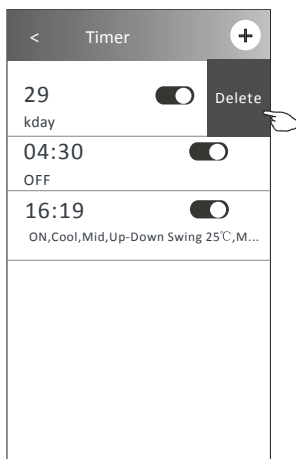 < Timer +
29 Delete
kday
04:30
OFF
16:19
ON,Cool,Mid,Up-Down Swing 25℃,M...